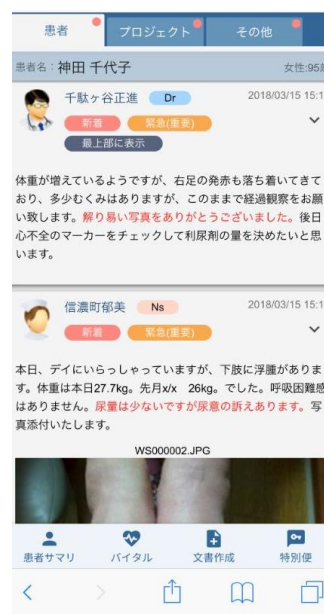 患者 プロジェクト その他
患者名：神田 千代子 女性:95歳
千駄ヶ谷正進 Dr 2018/03/15 15:1
新着 緊急(重要)
最上部に表示
体重が増えているようですが、右足の発赤も落ち着いてきて
おり、多少むくみはありますが、このままで経過観察をお願
い致します。解り易い写真をありがとうございました。後日
心不全のマーカーをチェックして利尿剤の量を決めたいと思
います。
信濃町郁美 Ns 2018/03/15 15:1
新着 緊急(重要)
本日、デイにいらっしゃっていますが、下肢に浮腫がありま
す。体重は本日27.7kg。先月x/x 26kg。でした。呼吸困難感
はありません。尿量は少ないですが尿意の訴えあります。写
真添付いたします。
WS000002.JPG
患者サマリ バイタル 文書作成 特別便